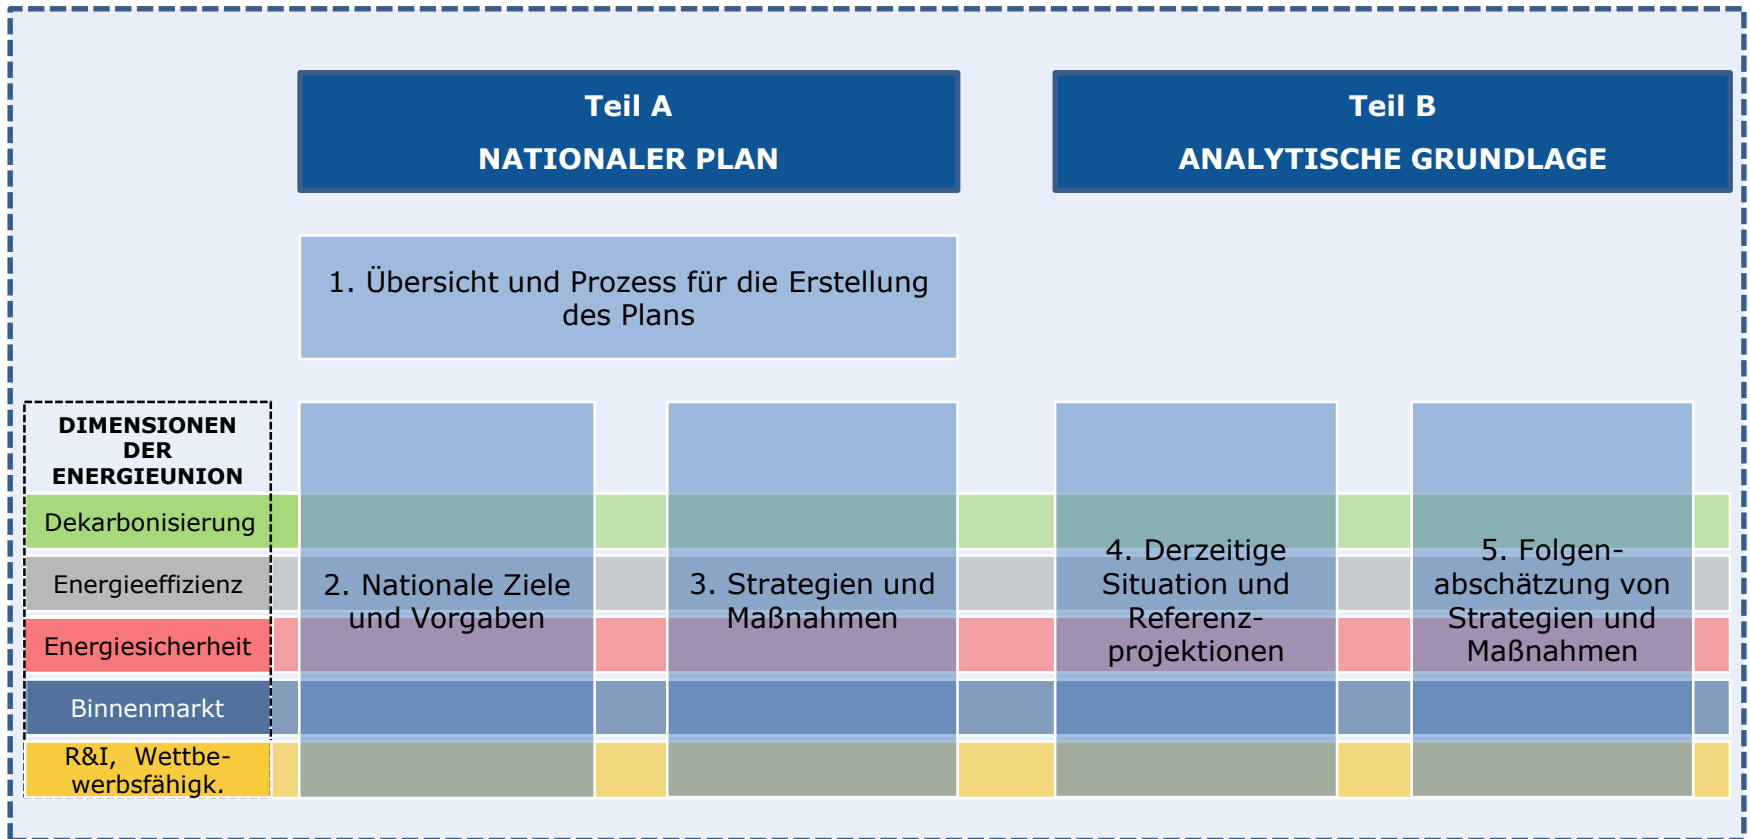 Teil A
NATIONALER PLAN
Teil B
ANALYTISCHE GRUNDLAGE
1. Übersicht und Prozess für die Erstellung
des Plans
DIMENSIONEN
DER
ENERGIEUNION
Dekarbonisierung
Energieeffizienz
Energiesicherheit
Binnenmarkt
R&I, Wettbe-
werbsfähigk.
2. Nationale Ziele
und Vorgaben
3. Strategien und
Maßnahmen
4. Derzeitige
Situation und
Referenz-
projektionen
5. Folgen-
abschätzung von
Strategien und
Maßnahmen